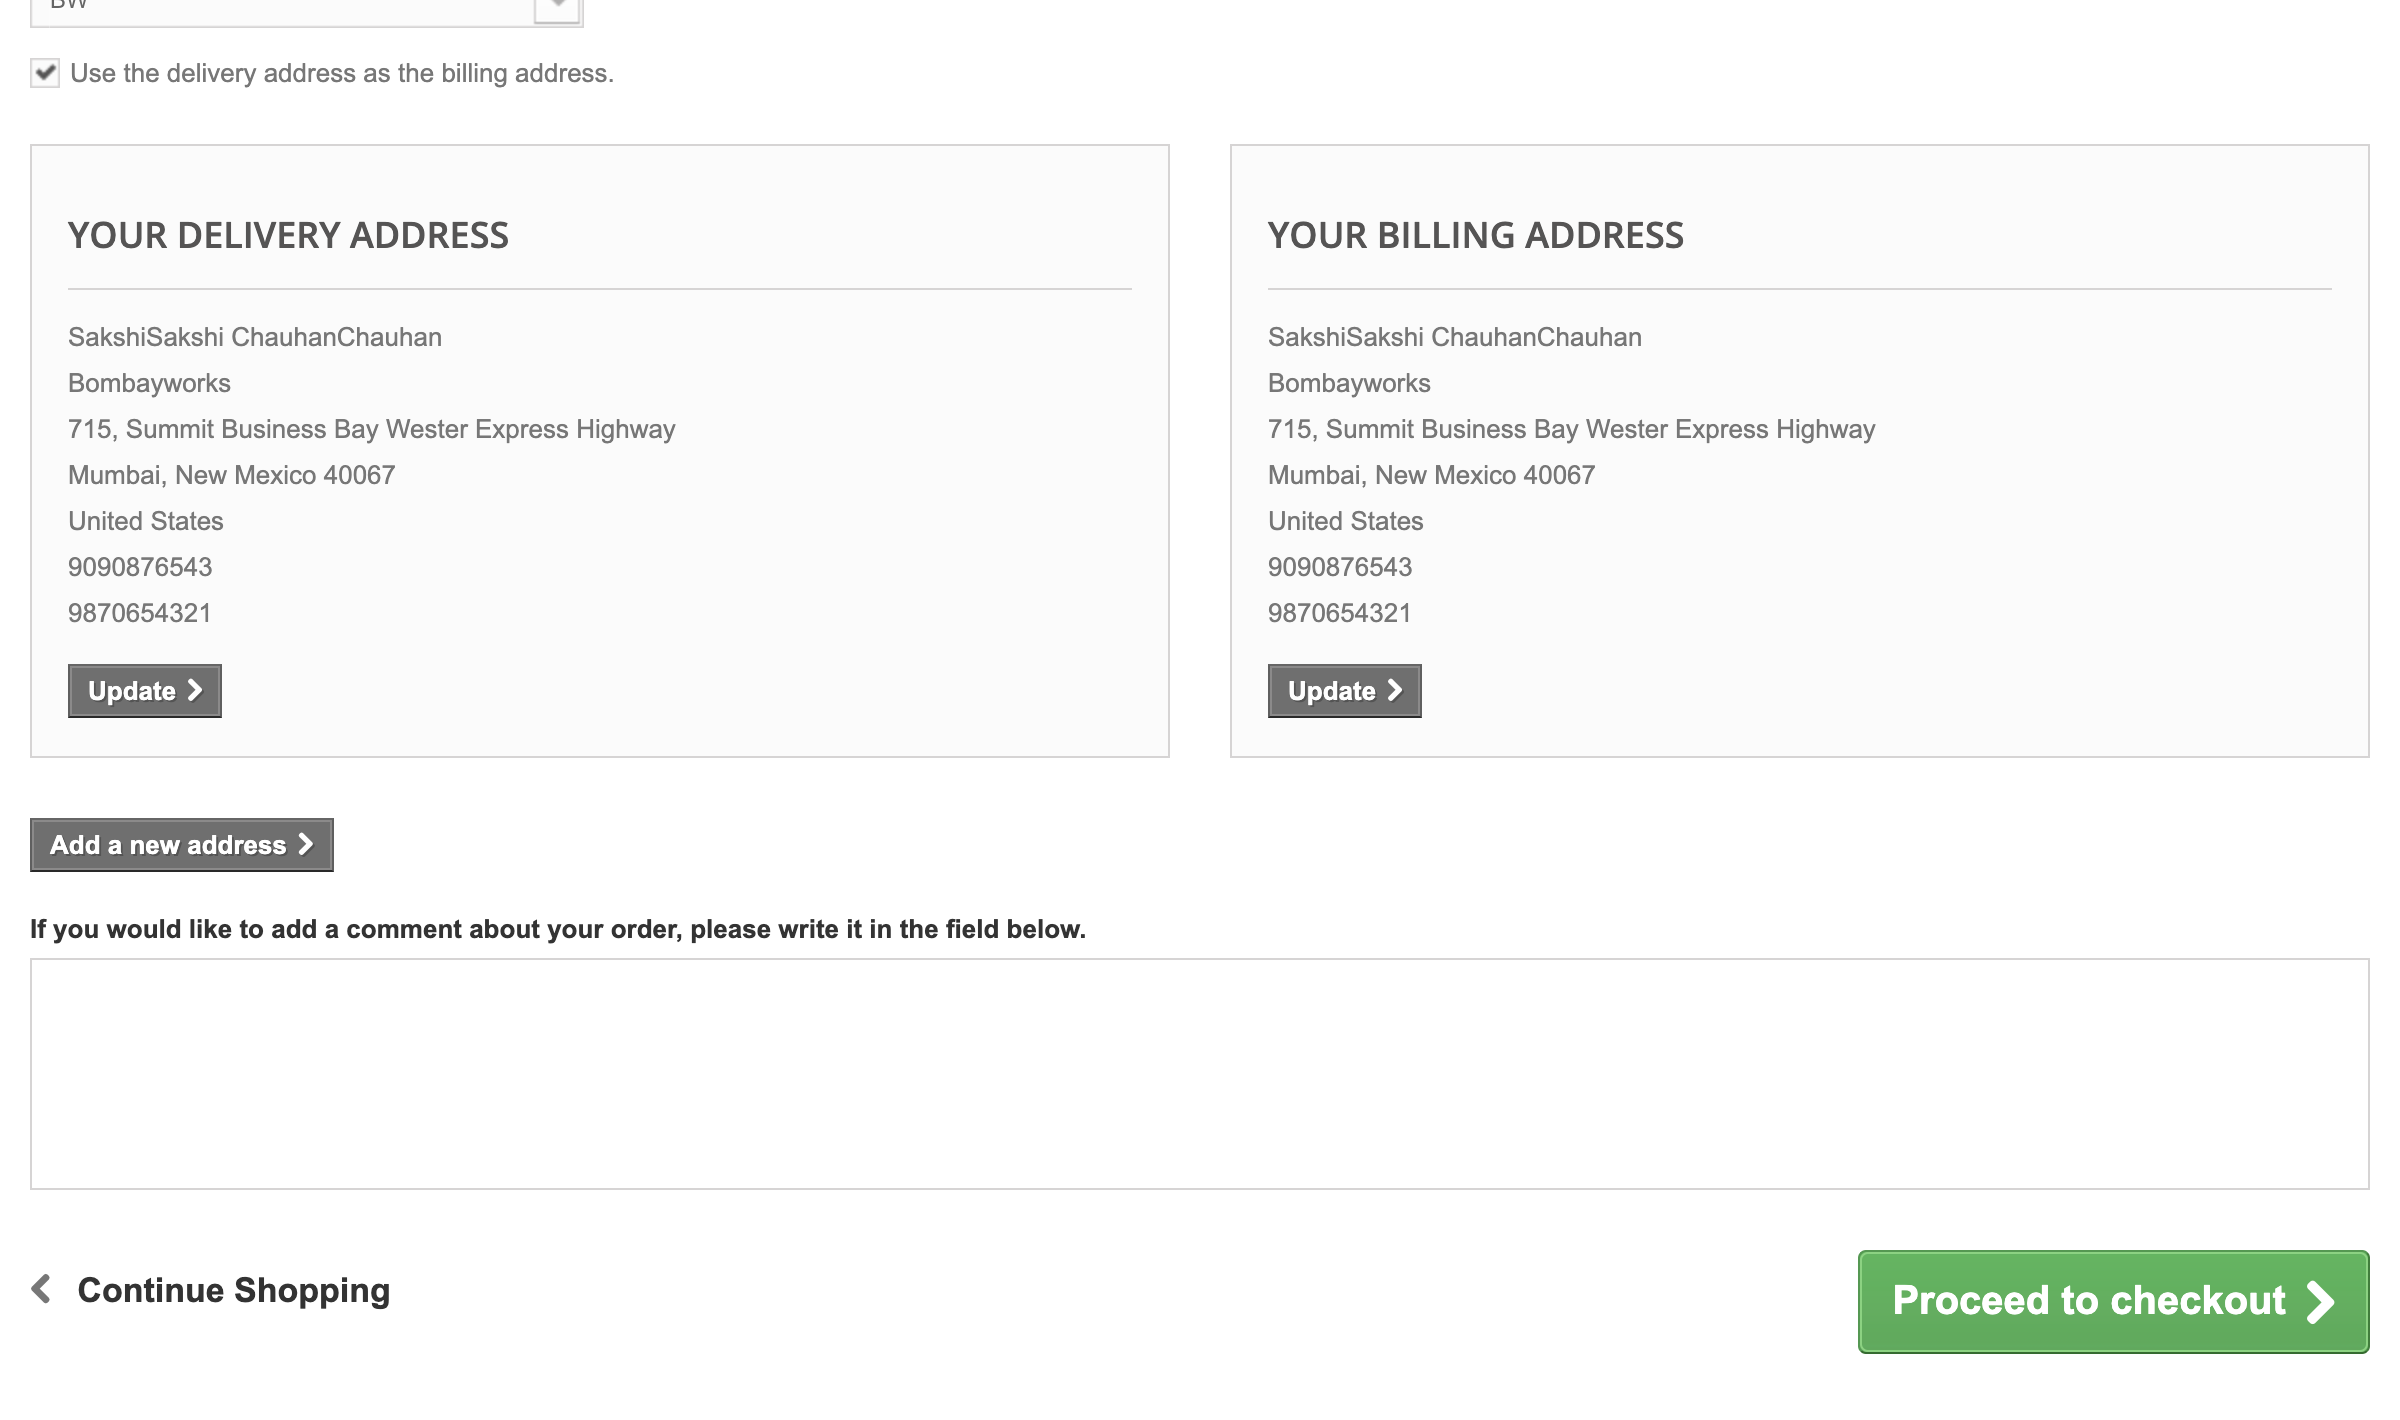 BW
Use the delivery address as the billing address.
YOUR DELIVERY ADDRESS
SakshiSakshi ChauhanChauhan
Bombayworks
715, Summit Business Bay Wester Express Highway
Mumbai, New Mexico 40067
United States
9090876543
9870654321
Update
YOUR BILLING ADDRESS
SakshiSakshi ChauhanChauhan
Bombayworks
715, Summit Business Bay Wester Express Highway
Mumbai, New Mexico 40067
United States
9090876543
9870654321
Update
Add a new address
If you would like to add a comment about your order, please write it in the field below.
Continue Shopping
Proceed to checkout